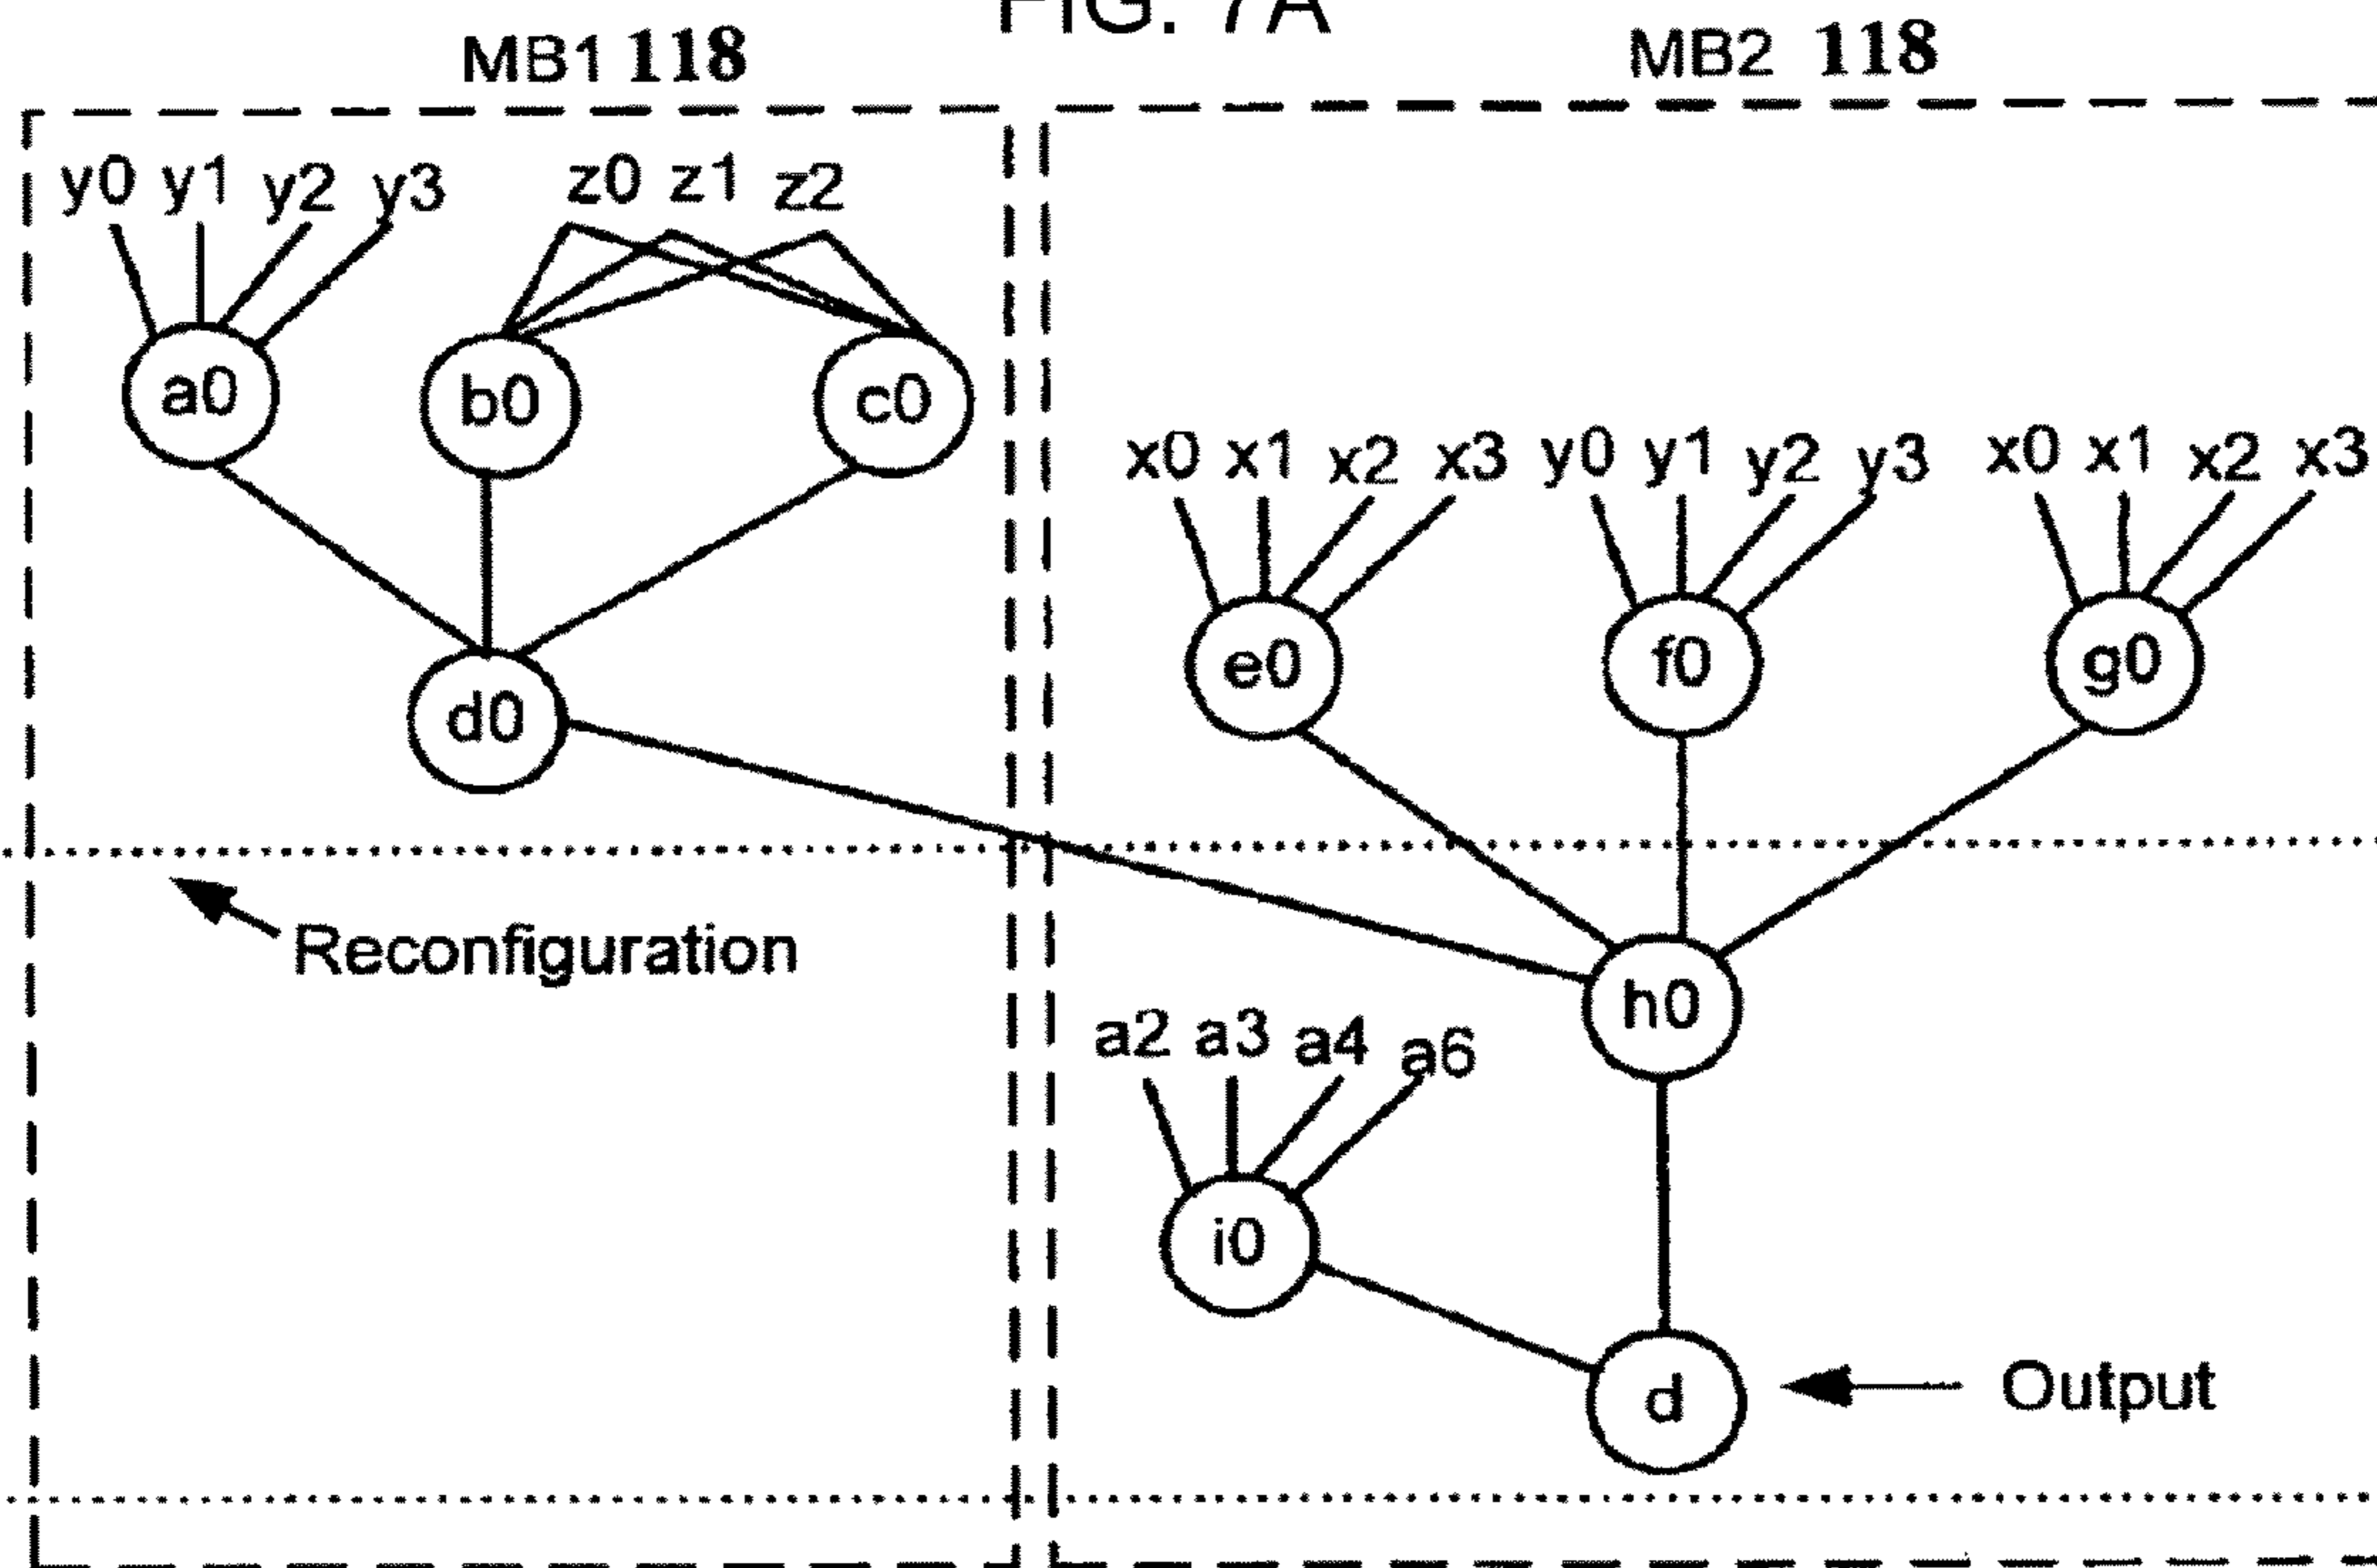 FIG. 7A
MB1 118
MB2 118
y0 y1 y2 y3
z0 z1 z2
a0
b0
c0
x0 x1 x2 x3
y0 y1 y2 y3
x0 x1 x2 x3
e0
f0
g0
d0
Reconfiguration
h0
a2 a3 a4 a6
i0
d
Output